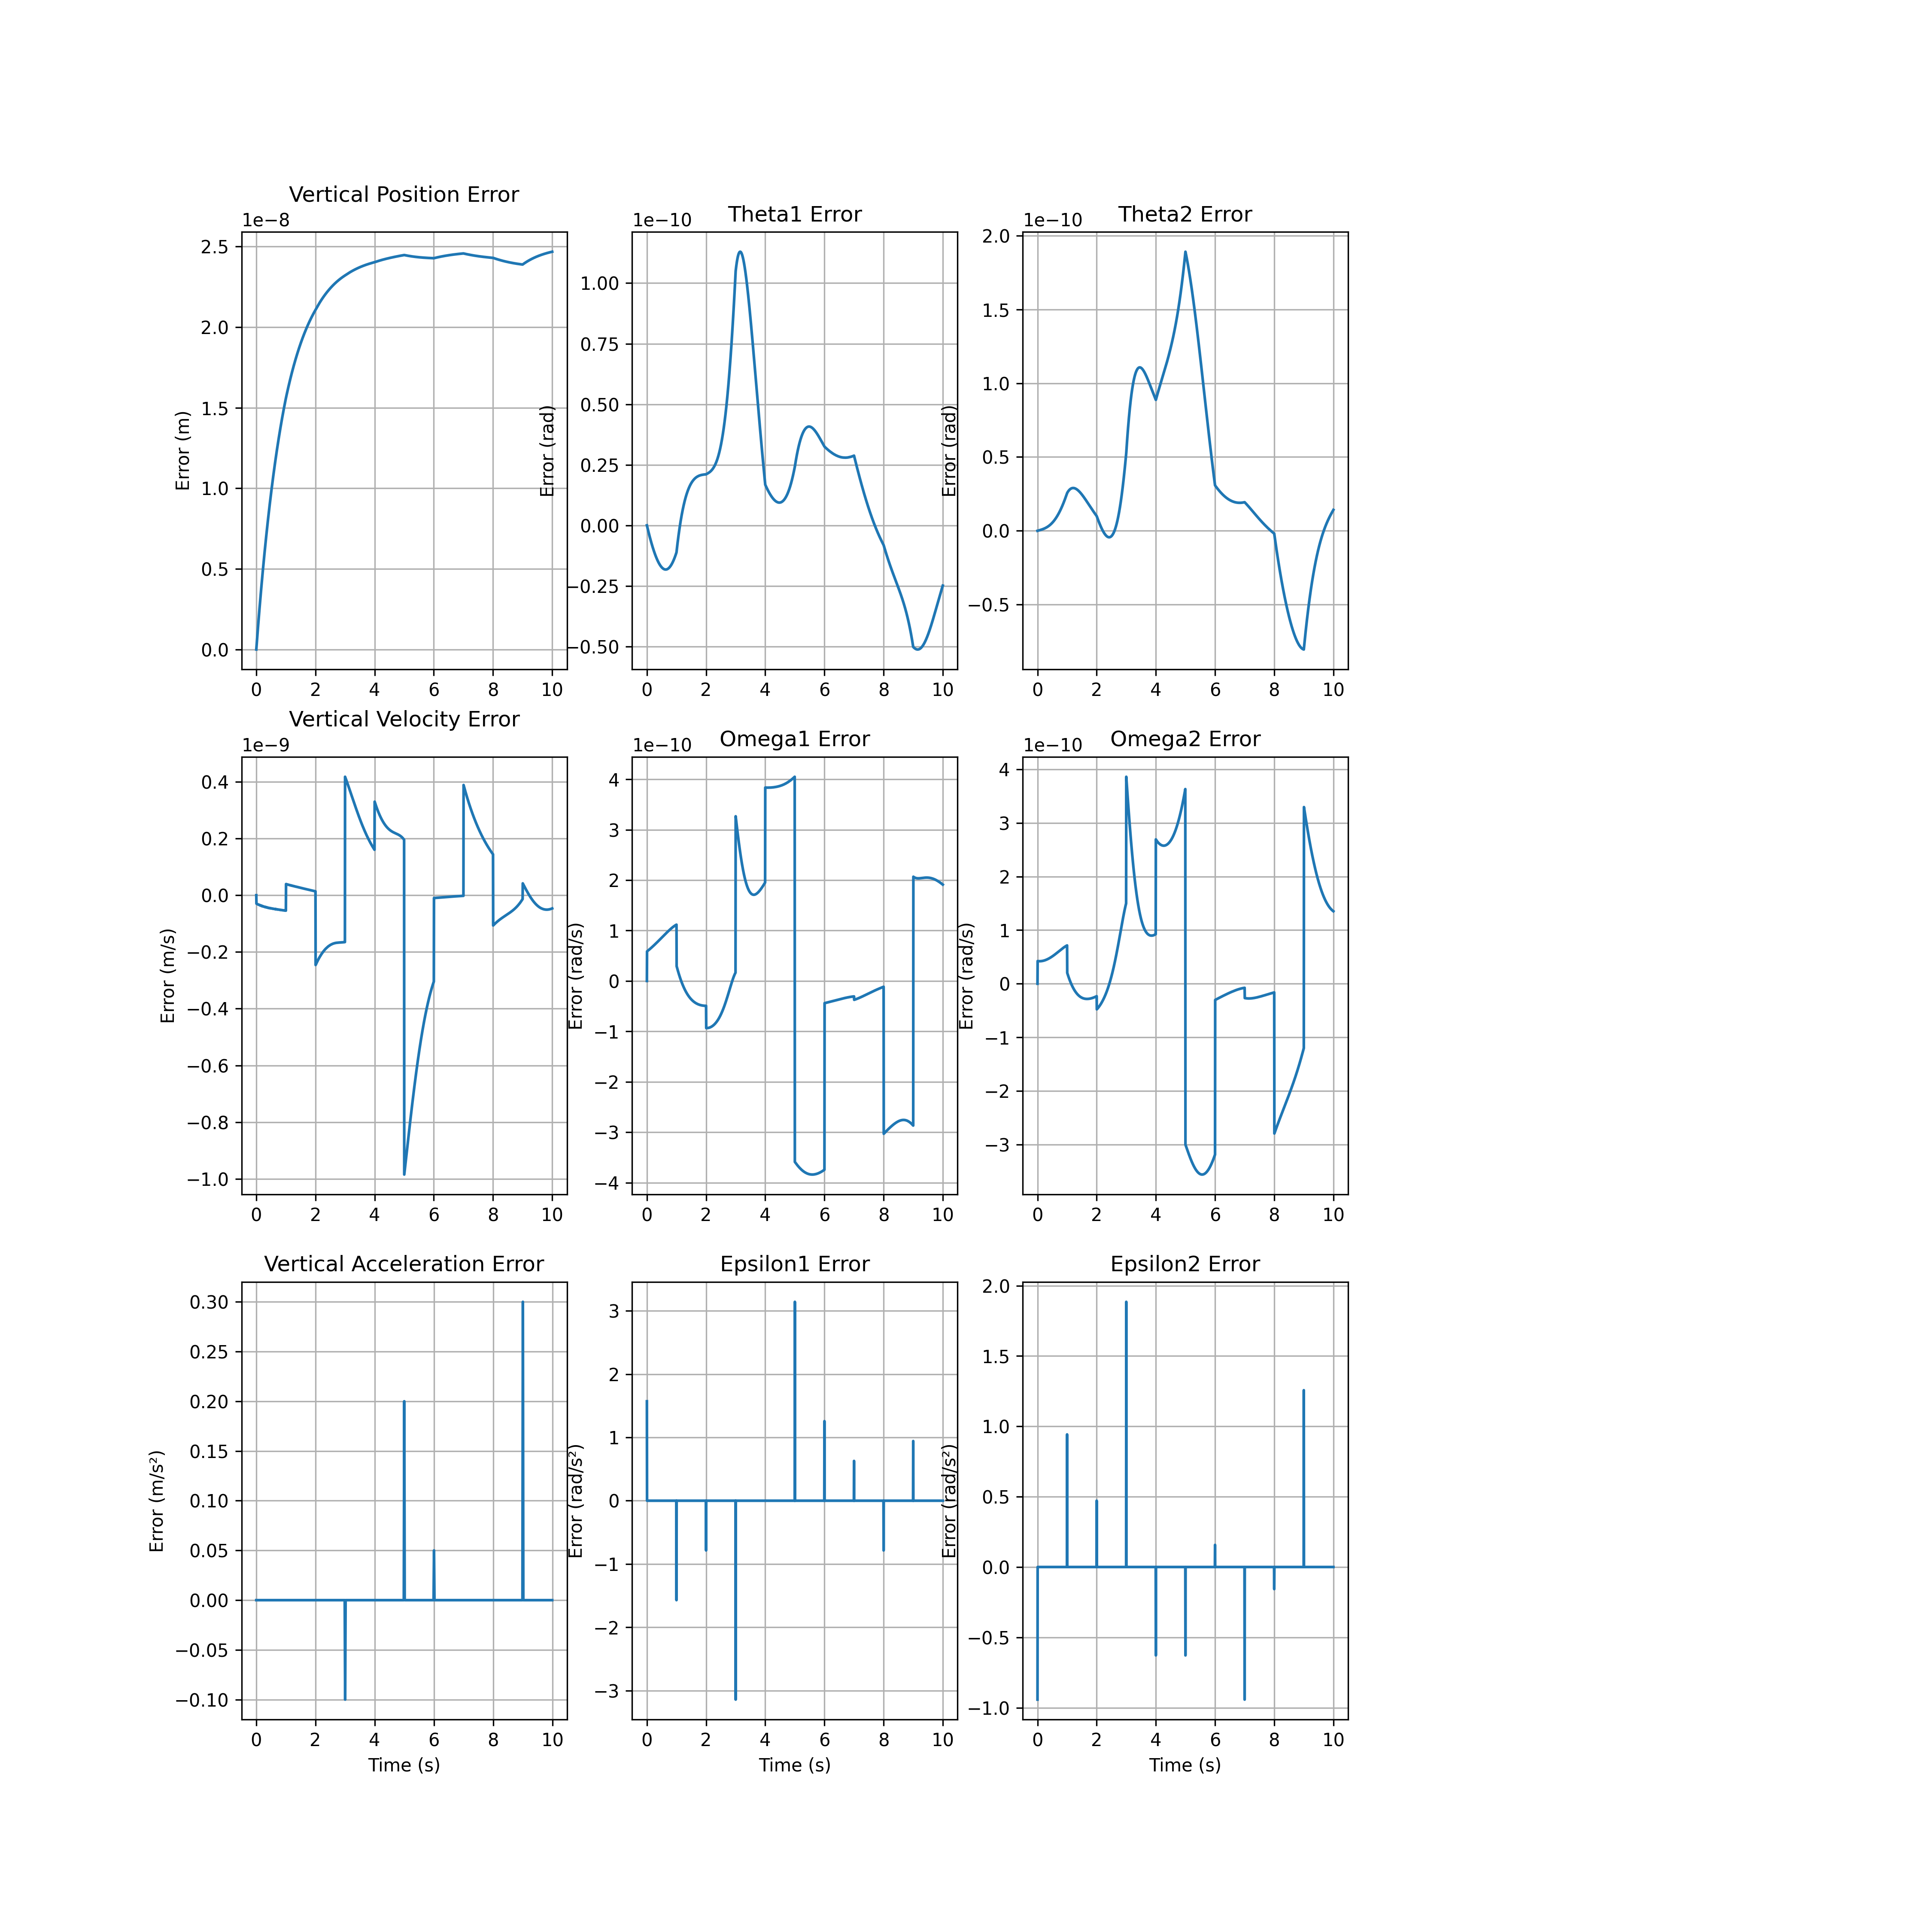 Vertical Position Error
Theta1 Error
Theta2 Error
1e−8
1e−10
1e−10
Error (m)
2.5
2.0
1.5
1.0
0.5
0.0
0 2 4 6 8 10
Error (rad)
1.00
0.75
0.50
0.25
0.00
−0.25
−0.50
0 2 4 6 8 10
Error (rad)
2.0
1.5
1.0
0.5
0.0
−0.5
0 2 4 6 8 10
Vertical Velocity Error
Omega1 Error
Omega2 Error
1e−9
1e−10
1e−10
Error (m/s)
0.4
0.2
0.0
−0.2
−0.4
−0.6
−0.8
−1.0
0 2 4 6 8 10
Error (rad/s)
4
3
2
1
0
−1
−2
−3
−4
0 2 4 6 8 10
Error (rad/s)
4
3
2
1
0
−1
−2
−3
0 2 4 6 8 10
Vertical Acceleration Error
Epsilon1 Error
Epsilon2 Error
Error (m/s²)
0.30
0.25
0.20
0.15
0.10
0.05
0.00
−0.05
−0.10
0 2 4 6 8 10
Time (s)
Error (rad/s²)
3
2
1
0
−1
−2
−3
0 2 4 6 8 10
Time (s)
Error (rad/s²)
2.0
1.5
1.0
0.5
0.0
−0.5
−1.0
0 2 4 6 8 10
Time (s)